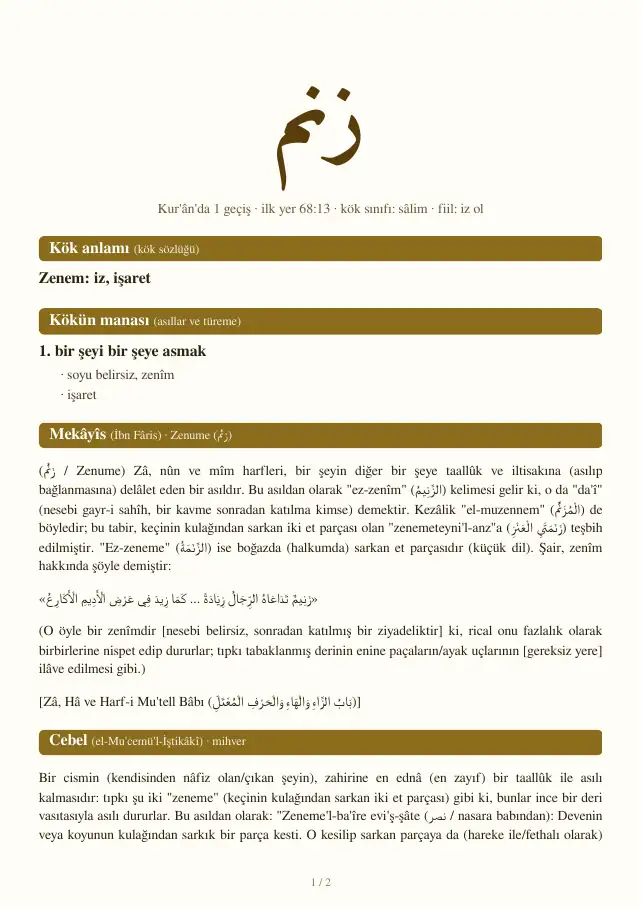 زنم
Kur'ân'da 1 geçiş · ilk yer 68:13 · kök sınıfı: sâlim · fiil: iz ol
Kök anlamı (kök sözlüğü)
Zenem: iz, işaret
Kökün manası (asıllar ve türeme)
1. bir şeyi bir şeye asmak
· soyu belirsiz, zenîm
· işaret
Mekâyîs (İbn Fâris) · Zenume (زَنُمَ)
(زَنُمَ / Zenume) Zâ, nûn ve mîm harfleri, bir şeyin diğer bir şeye taallûk ve iltisakına (asılıp
bağlanmasına) delâlet eden bir asıldır. Bu asıldan olarak "ez-zenîm" (الزَّنِيمُ) kelimesi gelir ki, o da "da'î"
(nesebi gayr-i sahîh, bir kavme sonradan katılma kimse) demektir. Kezâlik "el-muzennem" (الْمُزَنَّمِ) de
böyledir; bu tabir, keçinin kulağından sarkan iki et parçası olan "zenemeteyni'l-anz"a (زَنَمَتَيِ الْعَنْزِ) teşbih
edilmiştir. "Ez-zeneme" (الزَّنَمَةُ) ise boğazda (halkumda) sarkan et parçasıdır (küçük dil). Şair, zenîm
hakkında şöyle demiştir:
«زَنِيمٌ تَدَاعَاهُ الرِّجَالُ زِيَادَةً ... كَمَا زِيدَ فِي عَرْضِ الْأَدِيمِ الْأَكَارِعُ»
(O öyle bir zenîmdir [nesebi belirsiz, sonradan katılmış bir ziyadeliktir] ki, rical onu fazlalık olarak
birbirlerine nispet edip dururlar; tıpkı tabaklanmış derinin enine paçaların/ayak uçlarının [gereksiz yere]
ilâve edilmesi gibi.)
[Zâ, Hâ ve Harf-i Mu'tell Bâbı (بَابُ الزَّاءِ وَالْهَاءِ وَالْحَرْفِ الْمُعْتَلِّ)]
Cebel (el-Mu'cemü'l-İştikâkî) · mihver
Bir cismin (kendisinden nâfiz olan/çıkan şeyin), zahirine en ednâ (en zayıf) bir taallûk ile asılı
kalmasıdır: tıpkı şu iki "zeneme" (keçinin kulağından sarkan iki et parçası) gibi ki, bunlar ince bir deri
vasıtasıyla asılı dururlar. Bu asıldan olarak: "Zeneme'l-ba'îre evi'ş-şâte (نصر / nasara babından): Devenin
veya koyunun kulağından sarkık bir parça kesti. O kesilip sarkan parçaya da (hareke ile/fethalı olarak)
1 / 2